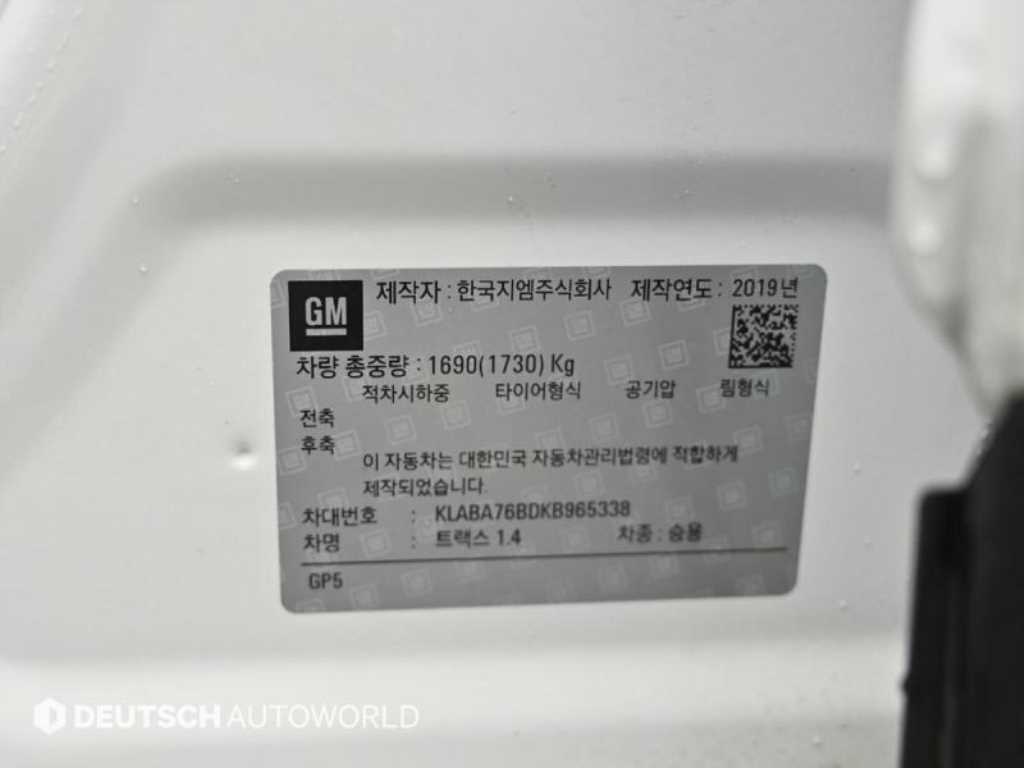 GM
제작자 : 한국지엠주식회사 제작연도 : 2019년
차량 총중량 : 1690(1730) Kg
적차시하중 타이어형식 공기압 림형식
전축
후축
이 자동차는 대한민국 자동차관리법령에 적합하게
제작되었습니다.
차대번호 : KLABA76BDKB965338
차명 : 트랙스 1.4 차종 : 승용
GP5
DEUTSCH AUTOWORLD